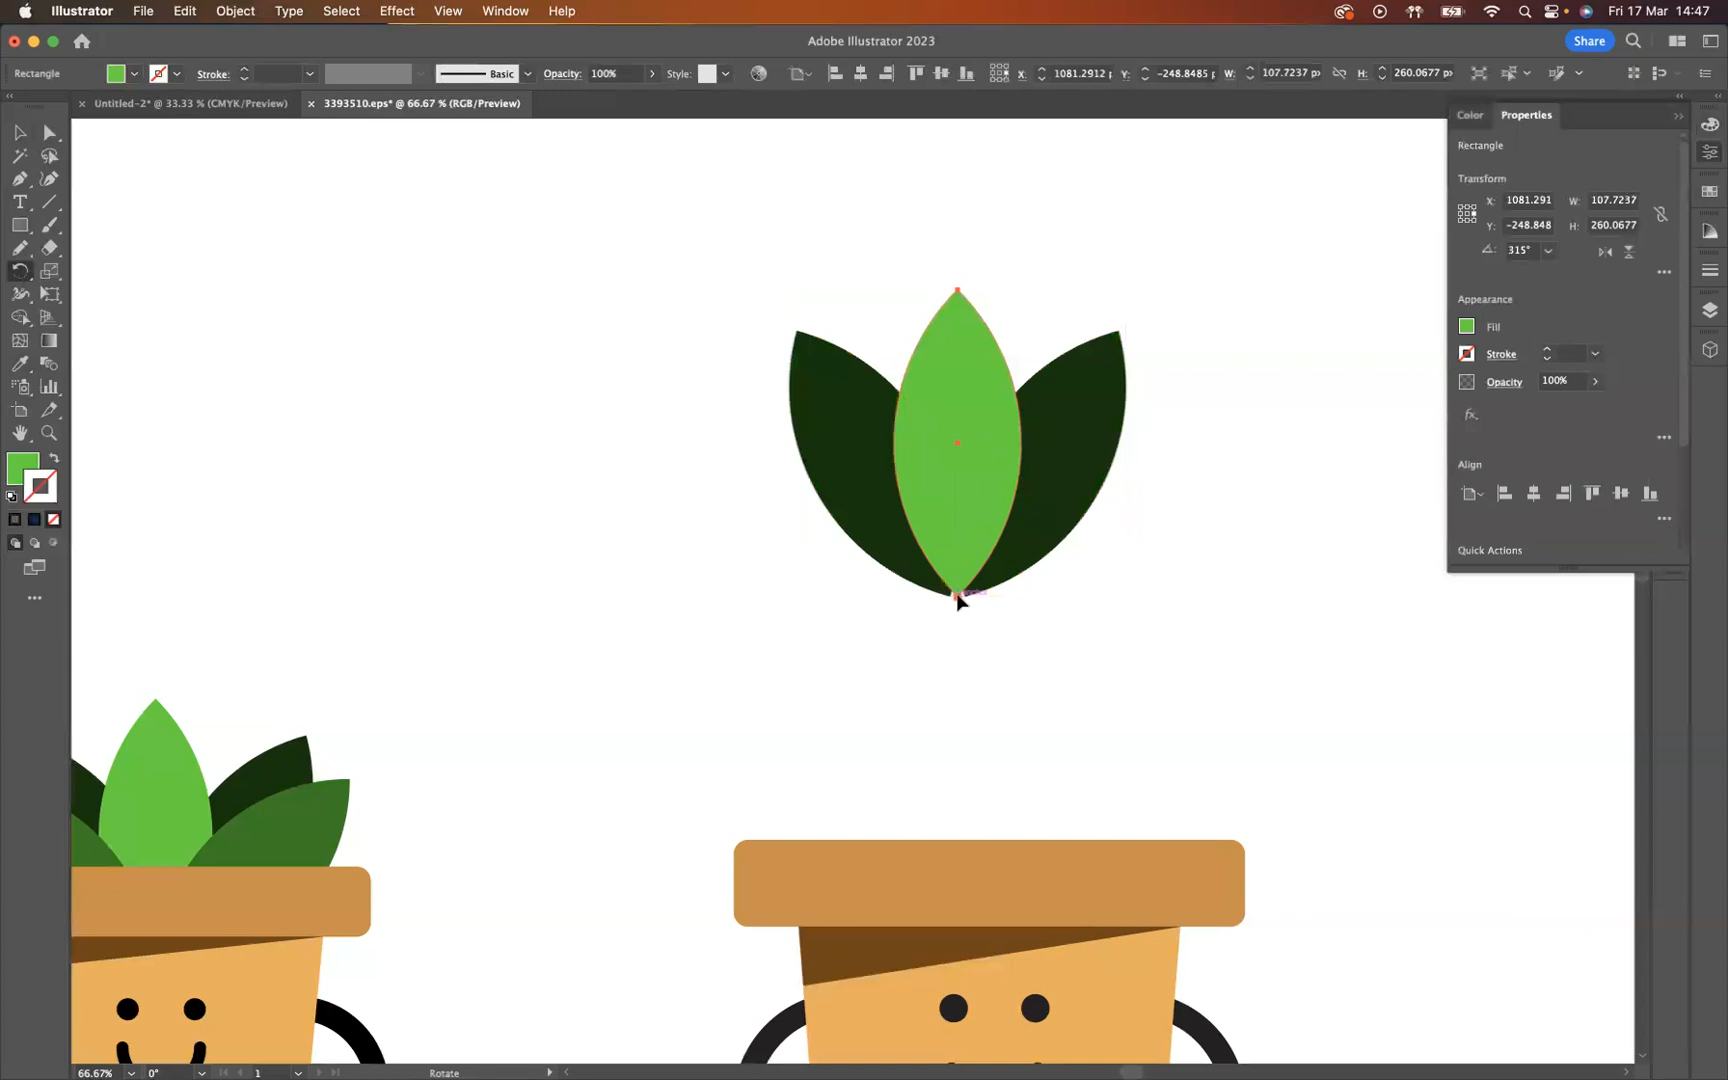 Illustrator File Edit Object Type Select Effect View Window Help Fri 17 Mar 14:47
Adobe Illustrator 2023 Share
Rectangle Stroke: Basic Opacity: 100% Style: X: 1081.2912 p Y: -248.8485 p W: 107.7237 px H: 260.0677 px
× Untitled-2* @ 33.33 % (CMYK/Preview) × 3393510.eps* @ 66.67 % (RGB/Preview)
Color Properties
Rectangle
Transform
X: 1081.291 W: 107.7237
Y: -248.848 H: 260.0677
315°
Appearance
Fill
Stroke
Opacity 100%
fx
Align
Quick Actions
66.67% 0° 1 Rotate